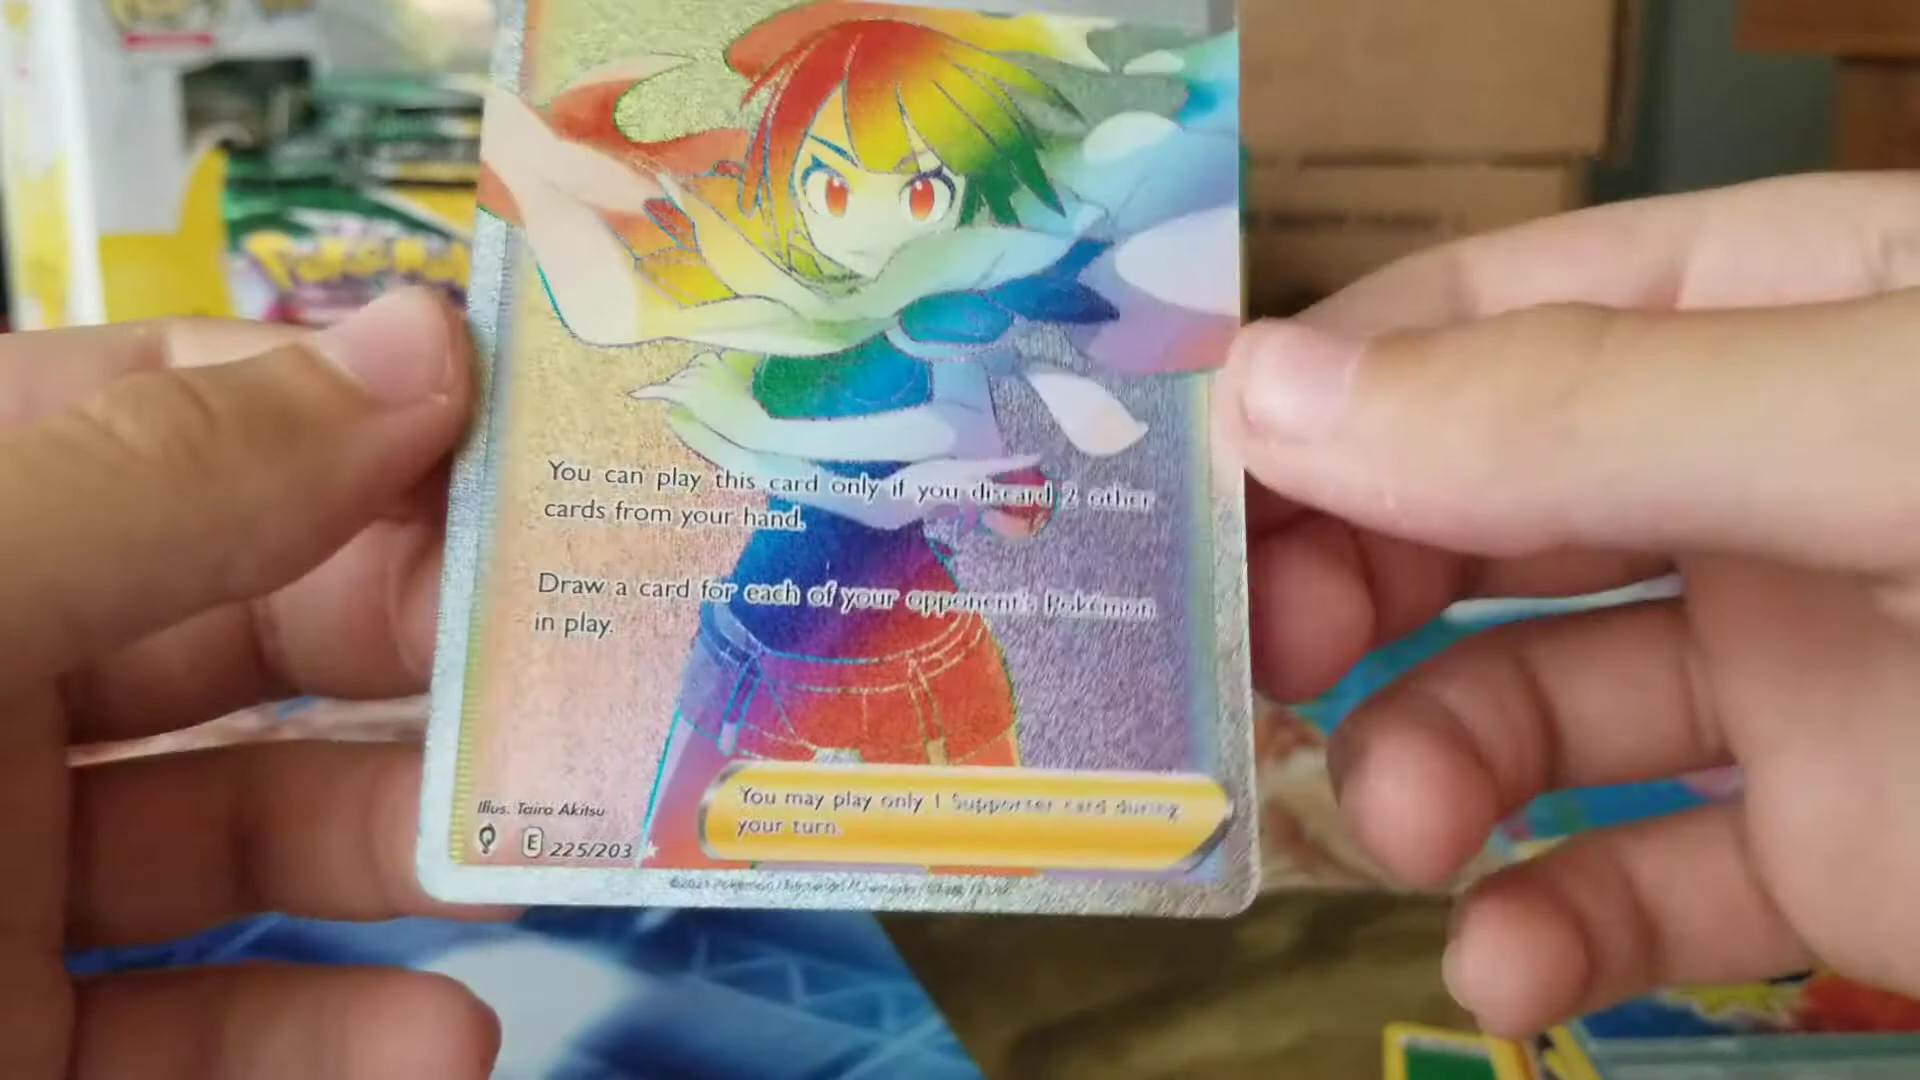 Pokémon
You can play this card only if you discard 2 other
cards from your hand.
Draw a card for each of your opponent's Pokémon
in play.
You may play only 1 Supporter card during
your turn.
Illus. Taira Akitsu
E 225/203